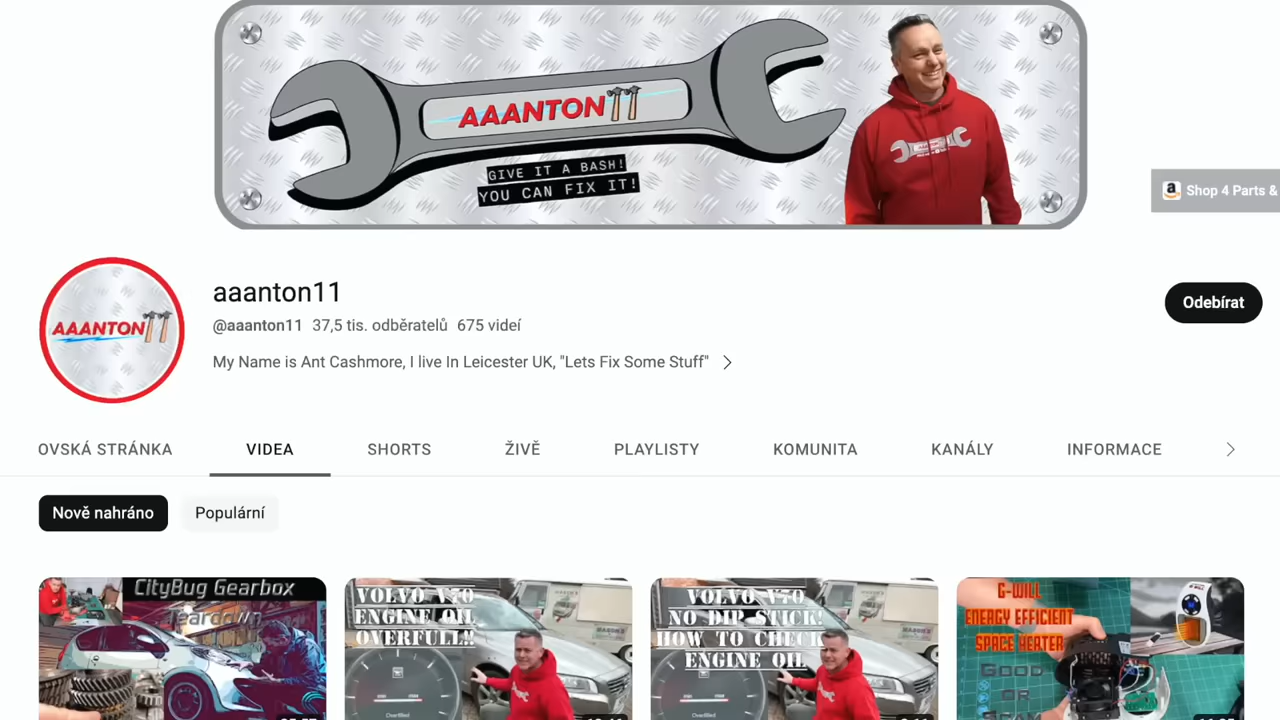 AAANTON
GIVE IT A BASH!
YOU CAN FIX IT!
Shop 4 Parts &
AAANTON
aaanton11
@aaanton11 37,5 tis. odběratelů 675 videí
My Name is Ant Cashmore, I live In Leicester UK, "Lets Fix Some Stuff"
Odebírat
OVSKÁ STRÁNKA VIDEA SHORTS ŽIVĚ PLAYLISTY KOMUNITA KANÁLY INFORMACE
Nově nahráno Populární
CityBug Gearbox
Teardown
VOLVO V70
ENGINE OIL
OVERFULL!!
VOLVO V70
NO DIP STICK!
HOW TO CHECK
ENGINE OIL
G-WILL
ENERGY EFFICIENT
SPACE HEATER
GOOD